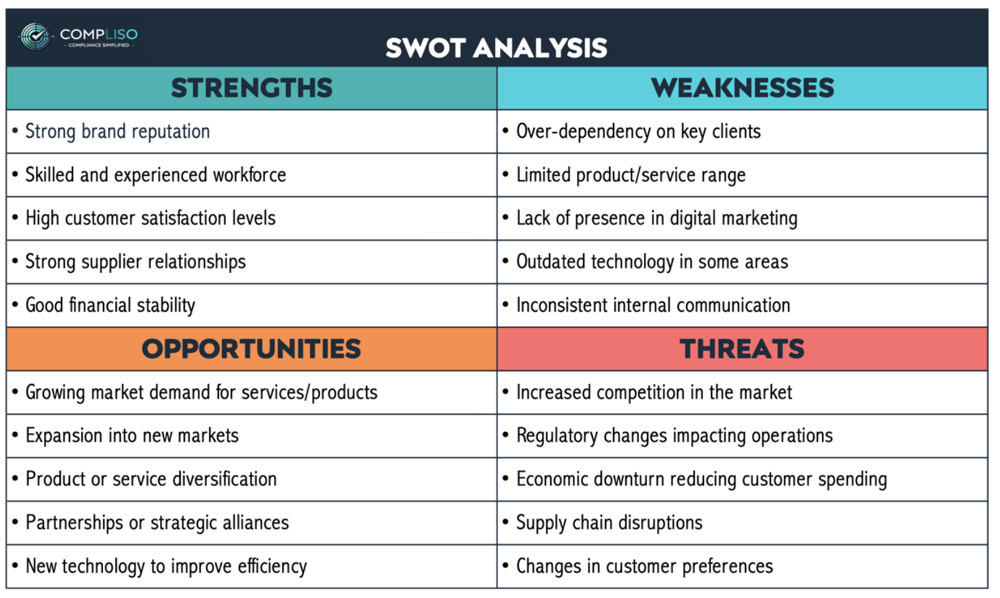 COMPLISO
COMPLIANCE SIMPLIFIED
SWOT ANALYSIS
STRENGTHS
• Strong brand reputation
• Skilled and experienced workforce
• High customer satisfaction levels
• Strong supplier relationships
• Good financial stability
WEAKNESSES
• Over-dependency on key clients
• Limited product/service range
• Lack of presence in digital marketing
• Outdated technology in some areas
• Inconsistent internal communication
OPPORTUNITIES
• Growing market demand for services/products
• Expansion into new markets
• Product or service diversification
• Partnerships or strategic alliances
• New technology to improve efficiency
THREATS
• Increased competition in the market
• Regulatory changes impacting operations
• Economic downturn reducing customer spending
• Supply chain disruptions
• Changes in customer preferences